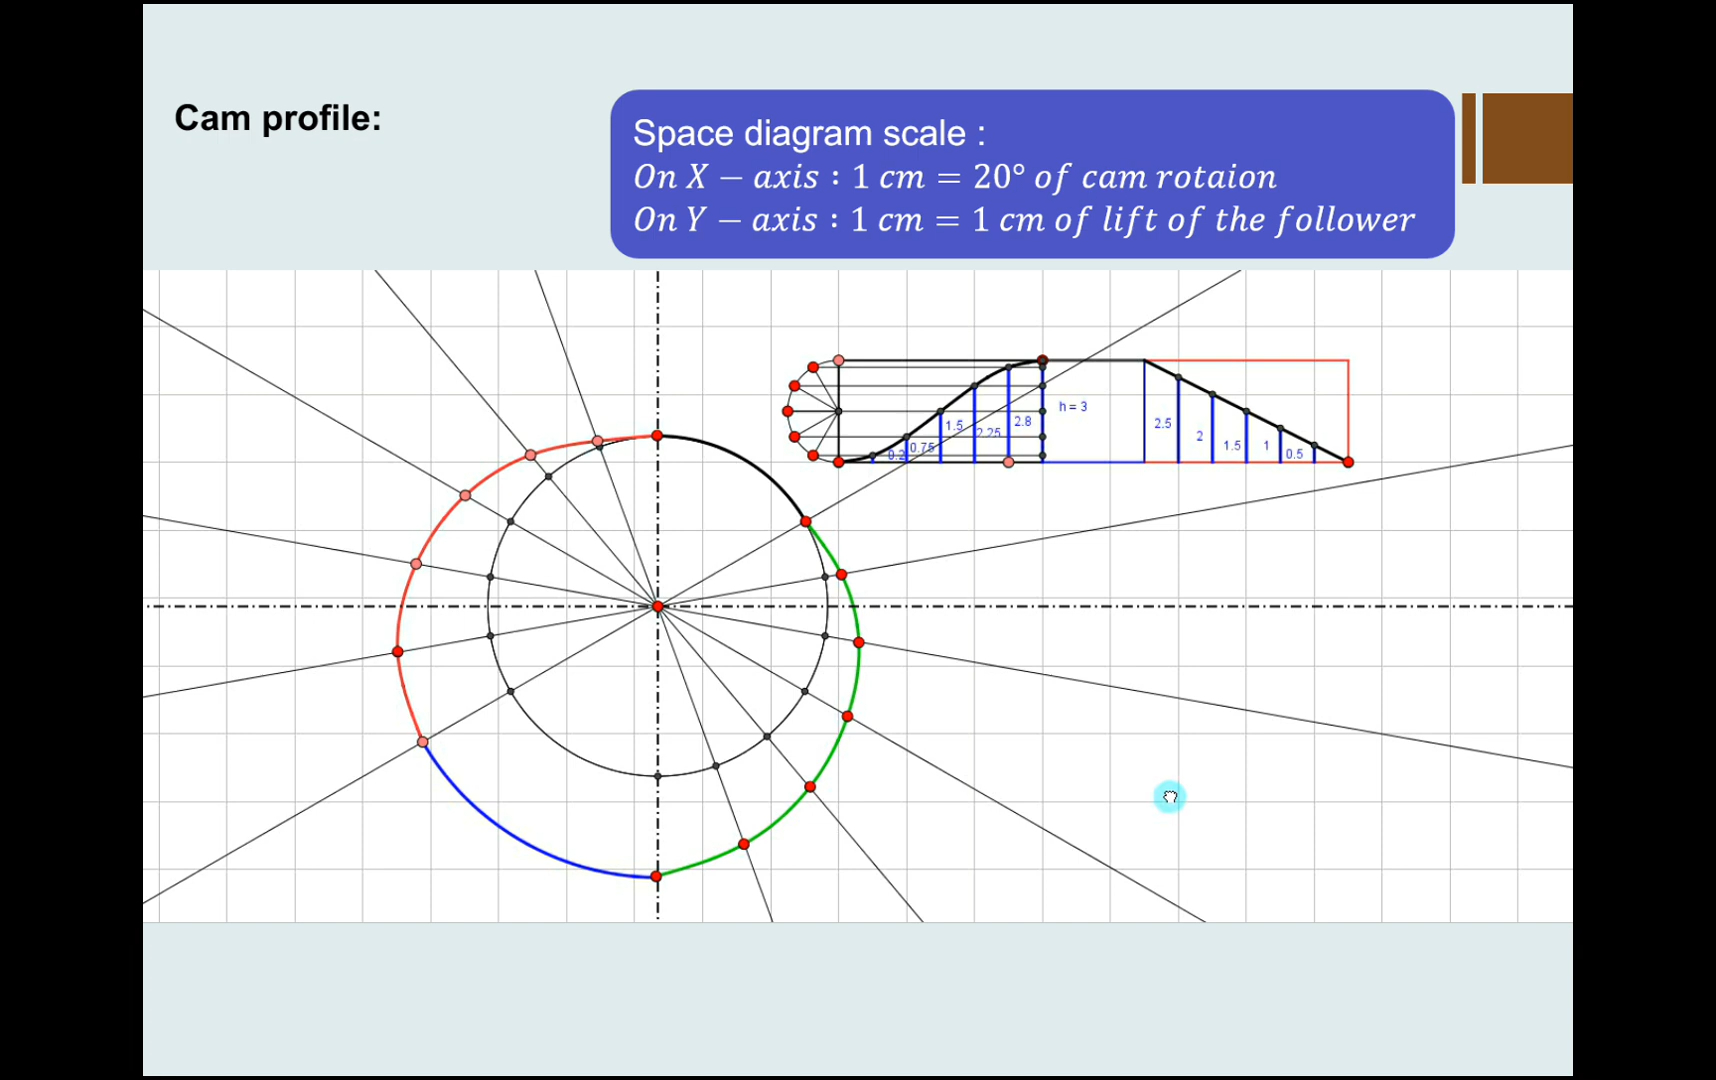 Cam profile:
Space diagram scale :
On X − axis : 1 cm = 20° of cam rotaion
On Y − axis : 1 cm = 1 cm of lift of the follower
0.2
0.75
1.5
2.25
2.8
h = 3
2.5
2
1.5
1
0.5